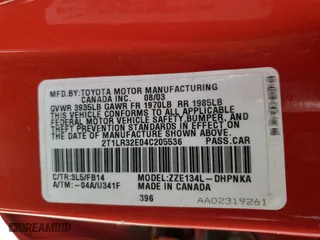 MFD. BY: TOYOTA MOTOR MANUFACTURING
CANADA INC. 08/03
GVWR 3935LB GAWR FR 1970LB RR 1985LB
THIS VEHICLE CONFORMS TO ALL APPLICABLE
FEDERAL MOTOR VEHICLE SAFETY, BUMPER, AND
THEFT PREVENTION STANDARDS IN EFFECT ON
THE DATE OF MANUFACTURE SHOWN ABOVE.
2T1LR32E04C205536 PASS.CAR
C/TR: 3L5/FB14 MODEL: ZZE134L-
A/TM: -04A/U341F DHPNKA
396 AA02319261
© AUTOBIDMD